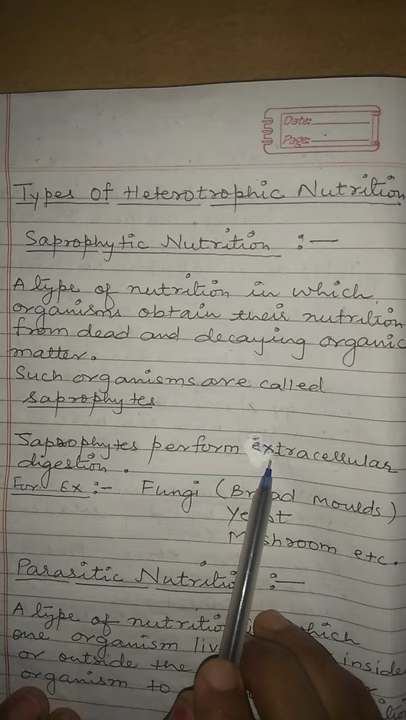 Date:
Page:
Types of Heterotrophic Nutrition
Saprophytic Nutrition :—
A type of nutrition in which
organisms obtain their nutrition
from dead and decaying organic
matter.
Such organisms are called
saprophytes
Saprophytes perform extracellular
digestion.
For Ex :- Fungi (Bread Moulds)
Yeast
Mushroom etc.
Parasitic Nutrition :—
A type of nutrition in which
one organism inside
or outside the
organism to